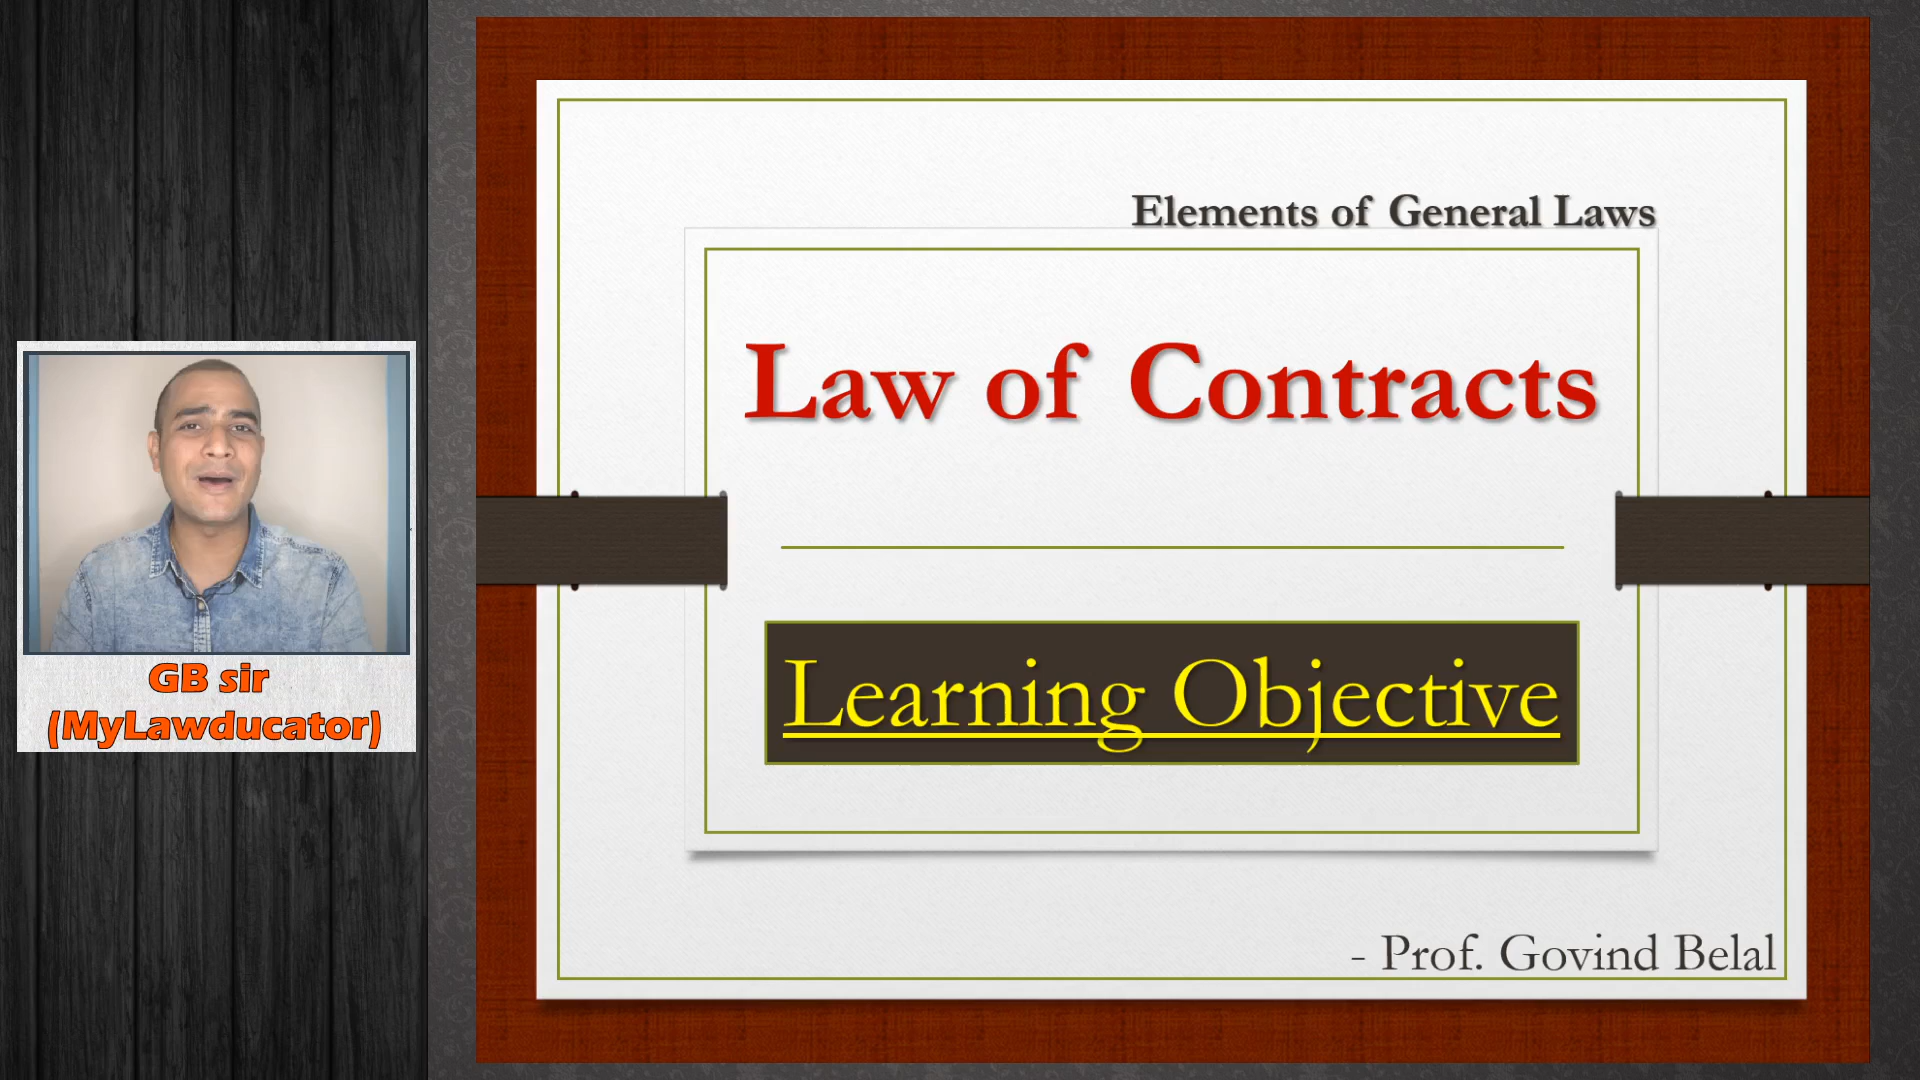 Elements of General Laws
Law of Contracts
Learning Objective
- Prof. Govind Belal
GB sir
(MyLawducator)